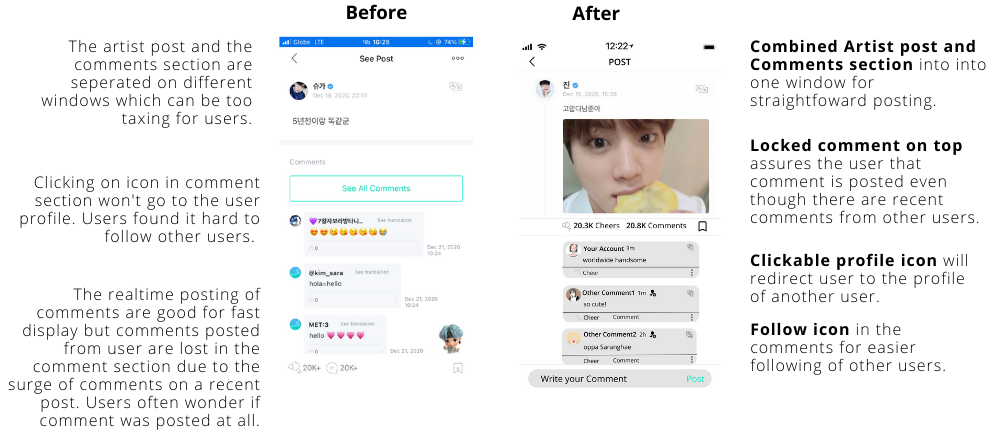 Before
After
The artist post and the
comments section are
seperated on different
windows which can be too
taxing for users.
Clicking on icon in comment
section won't go to the user
profile. Users found it hard to
follow other users.
The realtime posting of
comments are good for fast
display but comments posted
from user are lost in the
comment section due to the
surge of comments on a recent
post. Users often wonder if
comment was posted at all.
Globe LTE
10:25
74%
See Post
슈가
Dec 19, 2020, 22:01
5년전이랑 똑같군
Comments
See All Comments
💜7왕자보라방타니...
See translation
😍😍😘😘😘😘😘😭
0
Dec 21, 2020
10:24
@kim_sara
See translation
hola=hello
0
Dec 21, 2020
10:24
MET:3
See translation
hello 💗💗💗💗
0
Dec 21, 2020
20K+
20K+
12:22
POST
진
Dec 15, 2020, 15:36
고맙다남준아
20.3K Cheers 20.8K Comments
Your Account 3m
worldwide handsome
Cheer
Other Comment1 1m
so cute!
Cheer Comment
Other Comment2 2h
oppa Saranghae
Cheer Comment
Write your Comment Post
Combined Artist post and
Comments section into into
one window for
straightfoward posting.
Locked comment on top
assures the user that
comment is posted even
though there are recent
comments from other users.
Clickable profile icon will
redirect user to the profile
of another user.
Follow icon in the
comments for easier
following of other users.